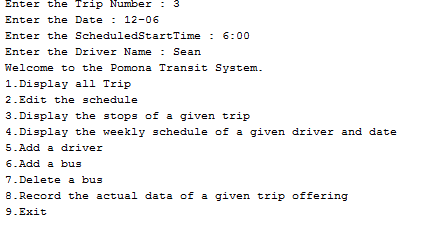 Enter the Trip Number : 3
Enter the Date : 12-06
Enter the ScheduledStartTime : 6:00
Enter the Driver Name : Sean
Welcome to the Pomona Transit System.
1.Display all Trip
2.Edit the schedule
3.Display the stops of a given trip
4.Display the weekly schedule of a given driver and date
5.Add a driver
6.Add a bus
7.Delete a bus
8.Record the actual data of a given trip offering
9.Exit